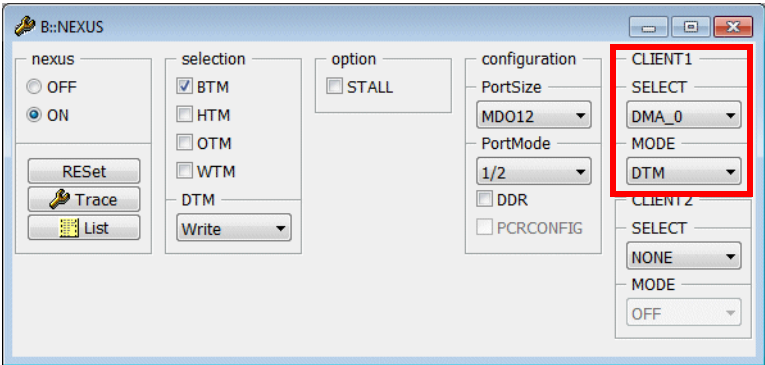 B::NEXUS
nexus
OFF
ON
RESet
Trace
List
selection
BTM
HTM
OTM
WTM
DTM
Write
option
STALL
configuration
PortSize
MDO12
PortMode
1/2
DDR
PCRCONFIG
CLIENT1
SELECT
DMA_0
MODE
DTM
CLIENT2
SELECT
NONE
MODE
OFF